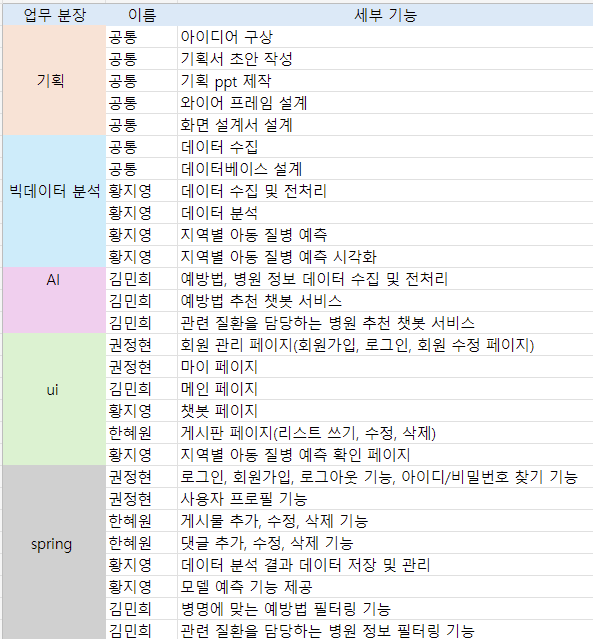 업무 분장 이름 세부 기능
공통 아이디어 구상
공통 기획서 초안 작성
기획 공통 기획 ppt 제작
공통 와이어 프레임 설계
공통 화면 설계서 설계
공통 데이터 수집
공통 데이터베이스 설계
빅데이터 분석 황지영 데이터 수집 및 전처리
황지영 데이터 분석
황지영 지역별 아동 질병 예측
황지영 지역별 아동 질병 예측 시각화
AI 김민희 예방법, 병원 정보 데이터 수집 및 전처리
김민희 예방법 추천 챗봇 서비스
김민희 관련 질환을 담당하는 병원 추천 챗봇 서비스
권정현 회원 관리 페이지(회원가입, 로그인, 회원 수정 페이지)
권정현 마이 페이지
ui 김민희 메인 페이지
황지영 챗봇 페이지
한혜원 게시판 페이지(리스트 쓰기, 수정, 삭제)
황지영 지역별 아동 질병 예측 확인 페이지
권정현 로그인, 회원가입, 로그아웃 기능, 아이디/비밀번호 찾기 기능
권정현 사용자 프로필 기능
한혜원 게시물 추가, 수정, 삭제 기능
spring 한혜원 댓글 추가, 수정, 삭제 기능
황지영 데이터 분석 결과 데이터 저장 및 관리
황지영 모델 예측 기능 제공
김민희 병명에 맞는 예방법 필터링 기능
김민희 관련 질환을 담당하는 병원 정보 필터링 기능